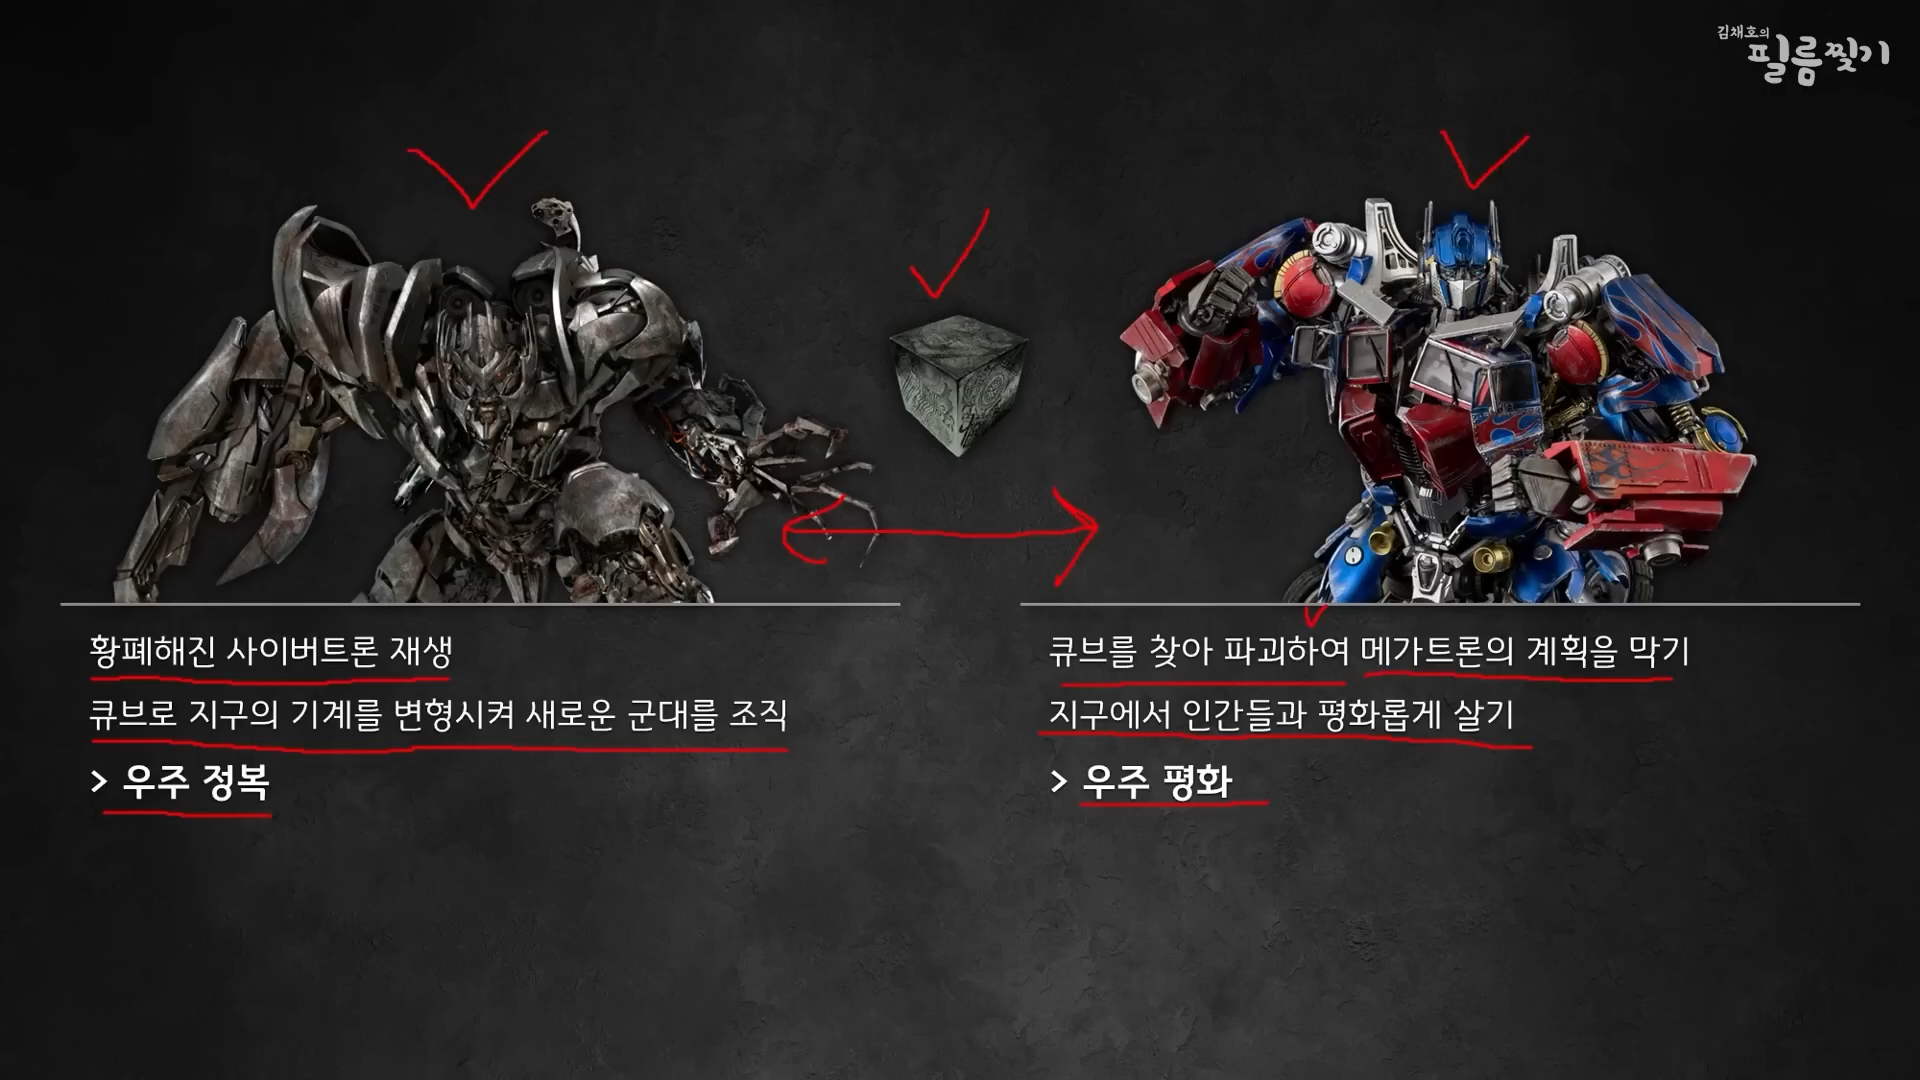 김채호의
필름찢기
황폐해진 사이버트론 재생
큐브로 지구의 기계를 변형시켜 새로운 군대를 조직
> 우주 정복
큐브를 찾아 파괴하여 메가트론의 계획을 막기
지구에서 인간들과 평화롭게 살기
> 우주 평화